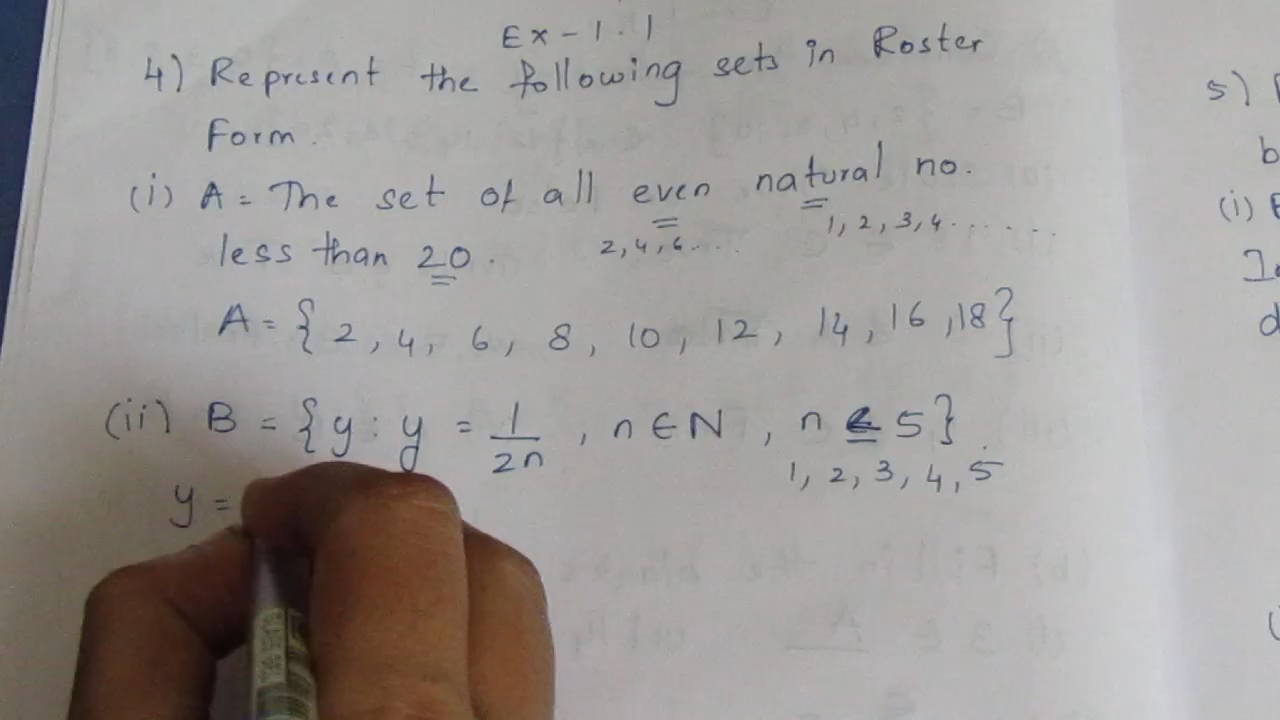 Ex-1.1
4) Represent the following sets in Roster
Form.
(i) A = The set of all even natural no.
2, 4, 6.... 1, 2, 3, 4.......
less than 20.
A = {2, 4, 6, 8, 10, 12, 14, 16, 18}
(ii) B = {y : y = 1/2n, n ∈ N, n ≤ 5}.
1, 2, 3, 4, 5
y =
5)
(i)